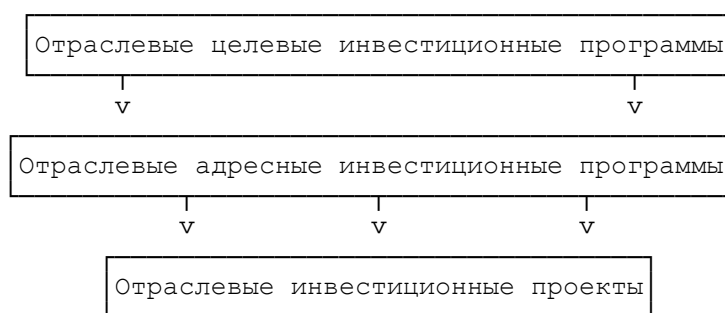 Отраслевые целевые инвестиционные программы
v v
Отраслевые адресные инвестиционные программы
v v v
Отраслевые инвестиционные проекты